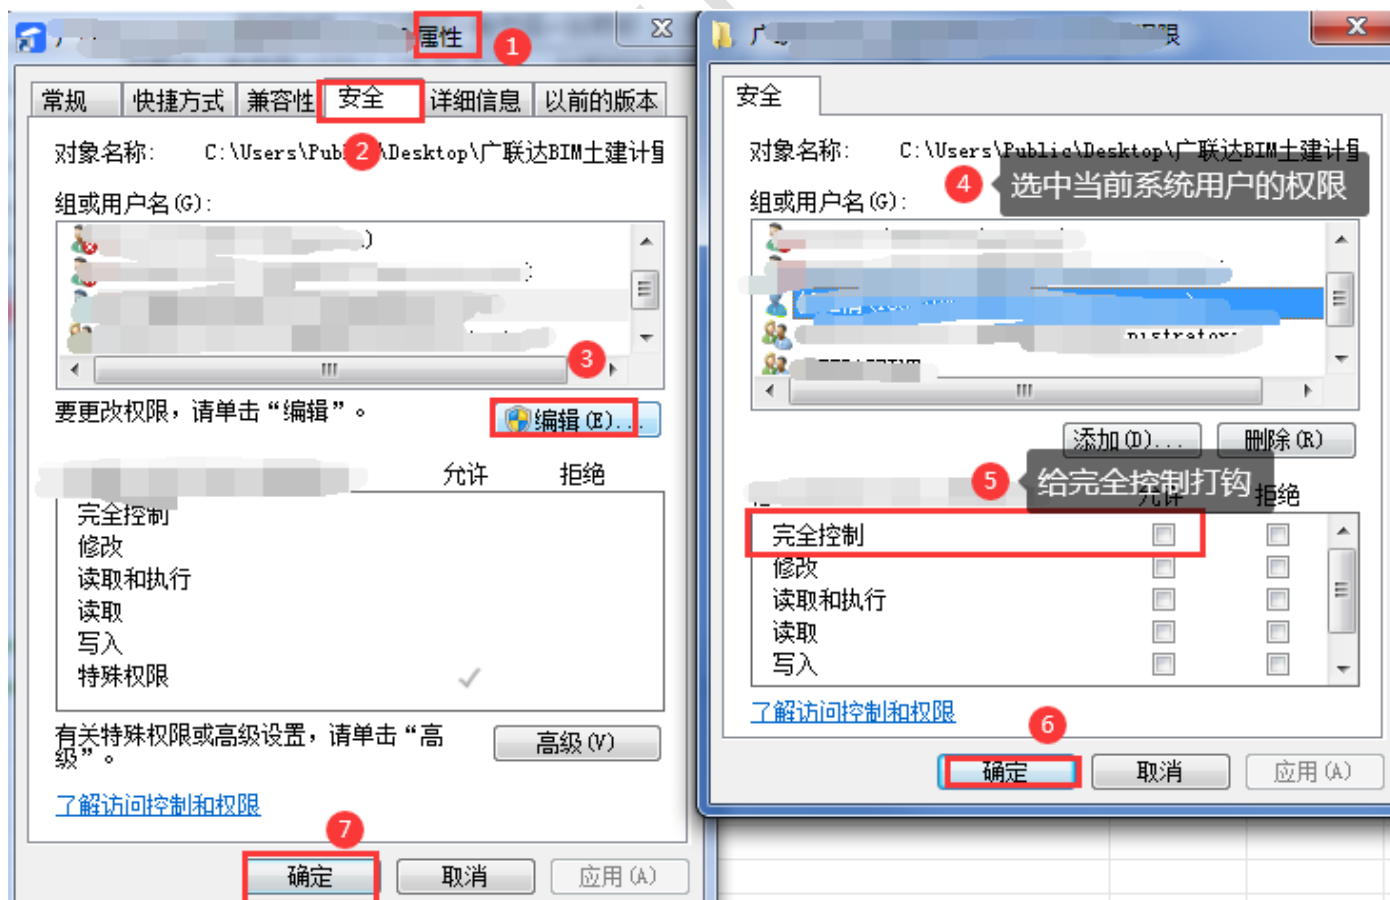 属性
1
常规
快捷方式
兼容性
安全
详细信息
以前的版本
2
对象名称: C:\Users\Pub \Desktop\广联达BIM土建计量
组或用户名(G):
3
要更改权限，请单击“编辑”。
编辑(E)...
允许 拒绝
完全控制
修改
读取和执行
读取
写入
特殊权限
有关特殊权限或高级设置，请单击“高
级”。
高级(V)
了解访问控制和权限
7
确定
取消
应用(A)
限
安全
对象名称: C:\Users\Public\Desktop\广联达BIM土建计量
4
选中当前系统用户的权限
组或用户名(G):
添加(D)...
删除(R)
5
给完全控制打钩
允许 拒绝
完全控制
修改
读取和执行
读取
写入
了解访问控制和权限
6
确定
取消
应用(A)